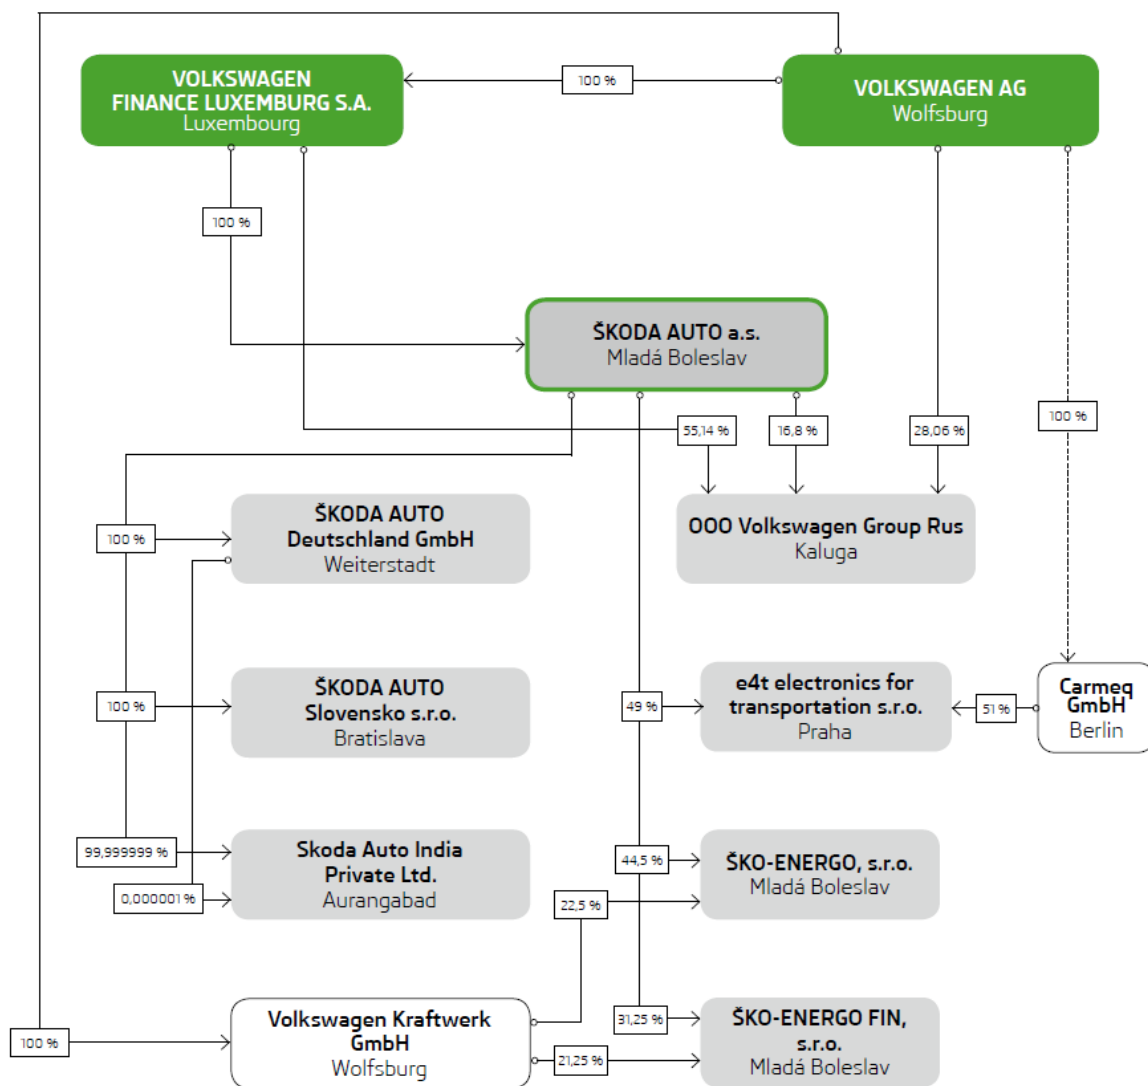 VOLKSWAGEN
FINANCE LUXEMBURG S.A.
Luxembourg
100 %
VOLKSWAGEN AG
Wolfsburg
100 %
ŠKODA AUTO a.s.
Mladá Boleslav
55,14 %
16,8 %
28,06 %
100 %
ŠKODA AUTO
Deutschland GmbH
Weiterstadt
100 %
OOO Volkswagen Group Rus
Kaluga
ŠKODA AUTO
Slovensko s.r.o.
Bratislava
100 %
49 %
e4t electronics for
transportation s.r.o.
Praha
51 %
Carmeq
GmbH
Berlin
99,999999 %
0,000001 %
Skoda Auto India
Private Ltd.
Aurangabad
44,5 %
22,5 %
ŠKO-ENERGO, s.r.o.
Mladá Boleslav
100 %
Volkswagen Kraftwerk
GmbH
Wolfsburg
31,25 %
21,25 %
ŠKO-ENERGO FIN,
s.r.o.
Mladá Boleslav